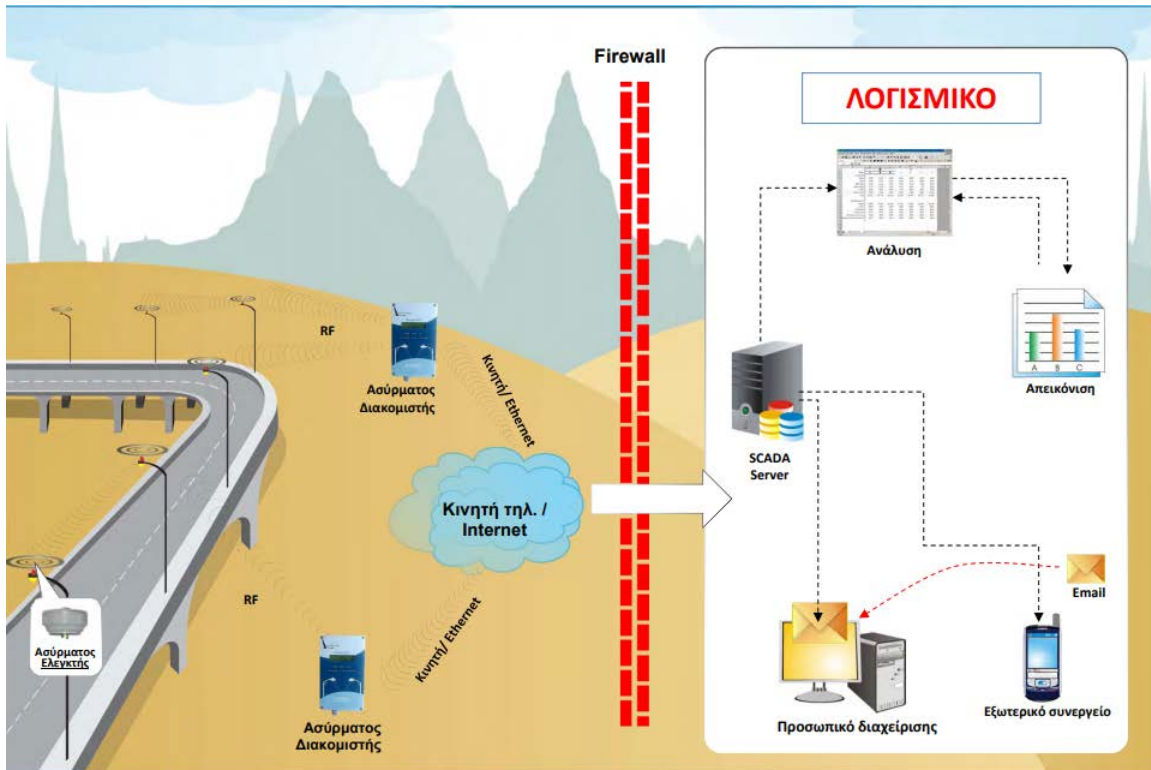 Firewall
ΛΟΓΙΣΜΙΚΟ
Ανάλυση
Απεικόνιση
A B C
SCADA
Server
Email
Προσωπικό διαχείρισης
Εξωτερικό συνεργείο
RF
Ασύρματος
Διακομιστής
Κινητή/ Ethernet
Κινητή τηλ. /
Internet
RF
Κινητή/ Ethernet
Ασύρματος
Ελεγκτής
Ασύρματος
Διακομιστής